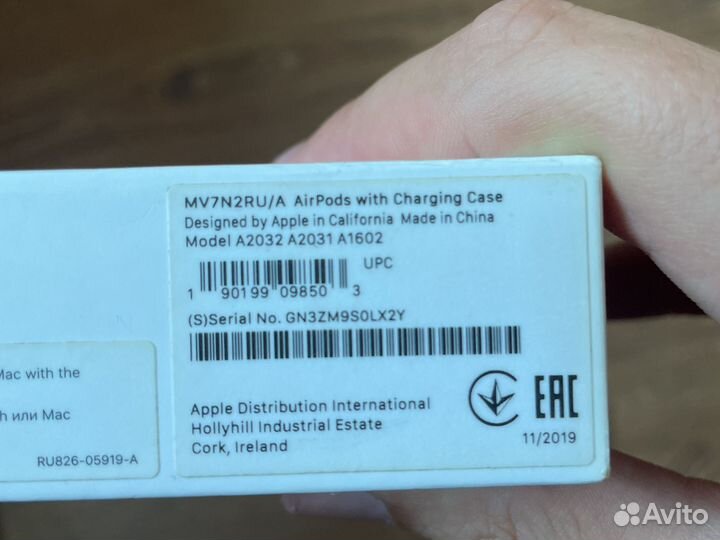 MV7N2RU/A AirPods with Charging Case
Designed by Apple in California Made in China
Model A2032 A2031 A1602
UPC
1 90199 09850 3
(S)Serial No. GN3ZM9S0LX2Y
Apple Distribution International
Hollyhill Industrial Estate
Cork, Ireland
EAC
11/2019
Mac with the
h или Mac
RU826-05919-A
Avito